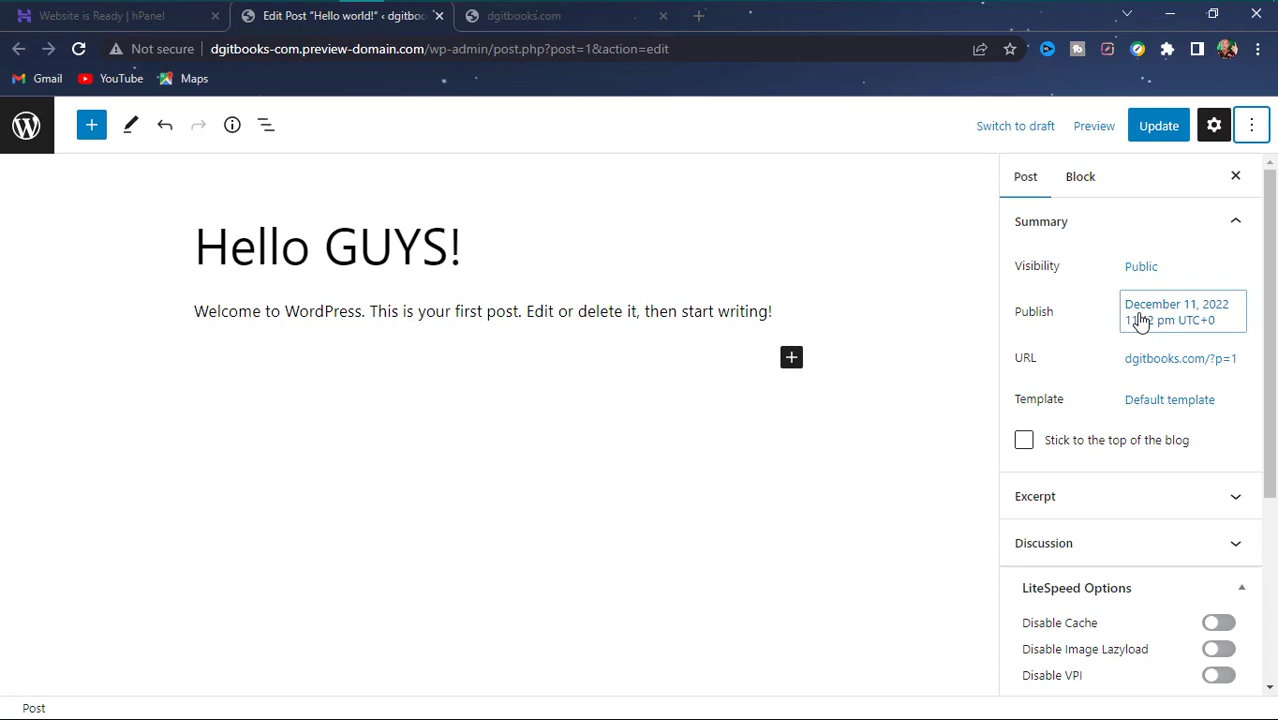 Website is Ready | hPanel
Edit Post “Hello world!” ‹ dgitboo
dgitbooks.com
Not secure
dgitbooks-com.preview-domain.com/wp-admin/post.php?post=1&action=edit
Gmail
YouTube
Maps
Switch to draft
Preview
Update
Post
Block
Summary
Hello GUYS!
Visibility
Public
Welcome to WordPress. This is your first post. Edit or delete it, then start writing!
Publish
December 11, 2022
pm UTC+0
URL
dgitbooks.com/?p=1
Template
Default template
Stick to the top of the blog
Excerpt
Discussion
LiteSpeed Options
Disable Cache
Disable Image Lazyload
Disable VPI
Post